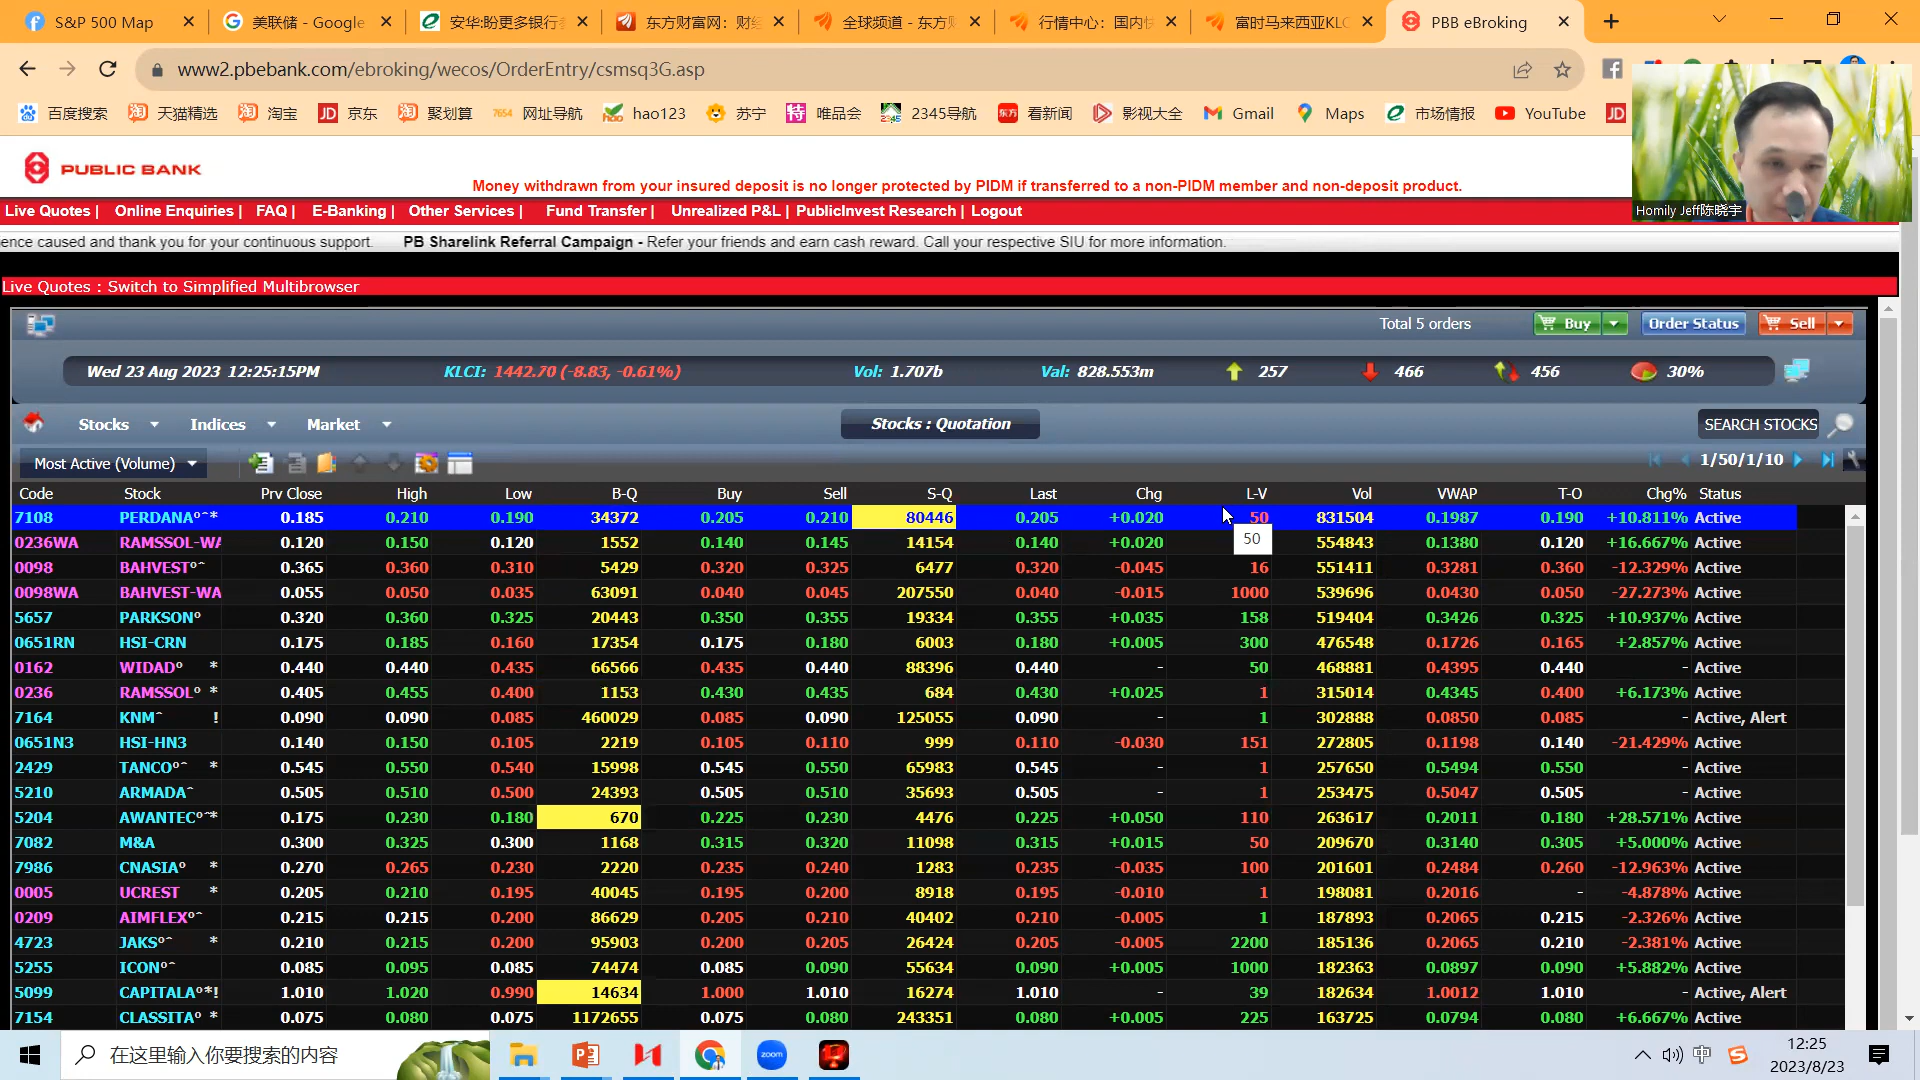 S&P 500 Map
美联储 - Google
安华:盼更多银行
东方财富网：财经
全球频道 - 东方财
行情中心：国内快
富时马来西亚KLC
PBB eBroking
www2.pbebank.com/ebroking/wecos/OrderEntry/csmsq3G.asp
百度搜索 天猫精选 淘宝 京东 聚划算 网址导航 hao123 苏宁 唯品会 2345导航 看新闻 影视大全 Gmail Maps 市场情报 YouTube
PUBLIC BANK
Money withdrawn from your insured deposit is no longer protected by PIDM if transferred to a non-PIDM member and non-deposit product.
Homily Jeff陈晓宇
Live Quotes | Online Enquiries | FAQ | E-Banking | Other Services | Fund Transfer | Unrealized P&L | PublicInvest Research | Logout
ence caused and thank you for your continuous support. PB Sharelink Referral Campaign - Refer your friends and earn cash reward. Call your respective SIU for more information.
Live Quotes : Switch to Simplified Multibrowser
Total 5 orders Buy Order Status Sell
Wed 23 Aug 2023 12:25:15PM KLCI: 1442.70 (-8.83, -0.61%) Vol: 1.707b Val: 828.553m 257 466 456 30%
Stocks Indices Market Stocks : Quotation SEARCH STOCKS
Most Active (Volume) 1/50/1/10
Code Stock Prv Close High Low B-Q Buy Sell S-Q Last Chg L-V Vol VWAP T-O Chg% Status
7108 PERDANAº^* 0.185 0.210 0.190 34372 0.205 0.210 80446 0.205 +0.020 50 831504 0.1987 0.190 +10.811% Active
50
0236WA RAMSSOL-WA 0.120 0.150 0.120 1552 0.140 0.145 14154 0.140 +0.020 554843 0.1380 0.120 +16.667% Active
0098 BAHVESTº^ 0.365 0.360 0.310 5429 0.320 0.325 6477 0.320 -0.045 16 551411 0.3281 0.360 -12.329% Active
0098WA BAHVEST-WA 0.055 0.050 0.035 63091 0.040 0.045 207550 0.040 -0.015 1000 539696 0.0430 0.050 -27.273% Active
5657 PARKSONº 0.320 0.360 0.325 20443 0.350 0.355 19334 0.355 +0.035 158 519404 0.3426 0.325 +10.937% Active
0651RN HSI-CRN 0.175 0.185 0.160 17354 0.175 0.180 6003 0.180 +0.005 300 476548 0.1726 0.165 +2.857% Active
0162 WIDADº * 0.440 0.440 0.435 66566 0.435 0.440 88396 0.440 - 50 468881 0.4395 0.440 - Active
0236 RAMSSOLº * 0.405 0.455 0.400 1153 0.430 0.435 684 0.430 +0.025 1 315014 0.4345 0.400 +6.173% Active
7164 KNM^ ! 0.090 0.090 0.085 460029 0.085 0.090 125055 0.090 - 1 302888 0.0850 0.085 - Active, Alert
0651N3 HSI-HN3 0.140 0.150 0.105 2219 0.105 0.110 999 0.110 -0.030 151 272805 0.1198 0.140 -21.429% Active
2429 TANCOº^ * 0.545 0.550 0.540 15998 0.545 0.550 65983 0.545 - 1 257650 0.5494 0.550 - Active
5210 ARMADA^ 0.505 0.510 0.500 24393 0.505 0.510 35693 0.505 - 1 253475 0.5047 0.505 - Active
5204 AWANTECº^* 0.175 0.230 0.180 670 0.225 0.230 4476 0.225 +0.050 110 263617 0.2011 0.180 +28.571% Active
7082 M&A 0.300 0.325 0.300 1168 0.315 0.320 11098 0.315 +0.015 50 209670 0.3140 0.305 +5.000% Active
7986 CNASIAº * 0.270 0.265 0.230 2220 0.235 0.240 1283 0.235 -0.035 100 201601 0.2484 0.260 -12.963% Active
0005 UCREST * 0.205 0.210 0.195 40045 0.195 0.200 8918 0.195 -0.010 1 198081 0.2016 - -4.878% Active
0209 AIMFLEXº^ 0.215 0.215 0.200 86629 0.205 0.210 40402 0.210 -0.005 1 187893 0.2065 0.215 -2.326% Active
4723 JAKSº^ * 0.210 0.215 0.200 95903 0.200 0.205 26424 0.205 -0.005 2200 185136 0.2065 0.210 -2.381% Active
5255 ICONº^ 0.085 0.095 0.085 74474 0.085 0.090 55634 0.090 +0.005 1000 182363 0.0897 0.090 +5.882% Active
5099 CAPITALAº*! 1.010 1.020 0.990 14634 1.000 1.010 16274 1.010 - 39 182634 1.0012 1.010 - Active, Alert
7154 CLASSITAº * 0.075 0.080 0.075 1172655 0.075 0.080 243351 0.080 +0.005 225 163725 0.0794 0.080 +6.667% Active
在这里输入你要搜索的内容
zoom
中
12:25
2023/8/23